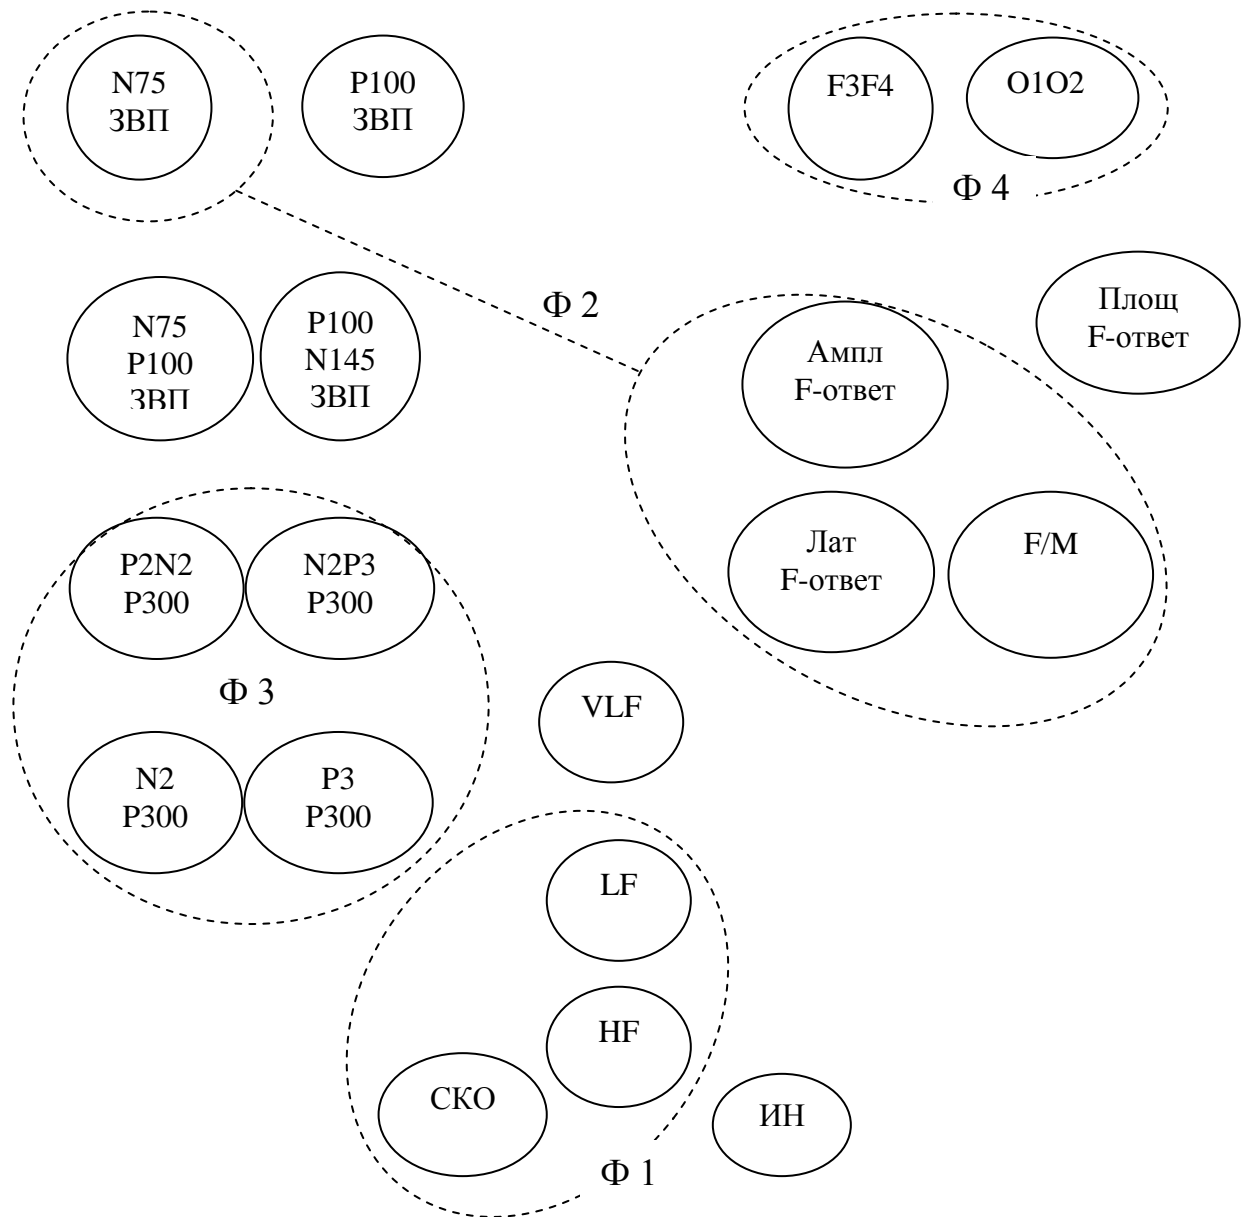 N75
ЗВП
P100
ЗВП
F3F4
O1O2
Ф 4
N75
P100
ЗВП
P100
N145
ЗВП
Ф 2
Площ
F-ответ
Ампл
F-ответ
Лат
F-ответ
F/M
P2N2
P300
N2P3
P300
Ф 3
N2
P300
P3
P300
VLF
LF
HF
СКО
ИН
Ф 1